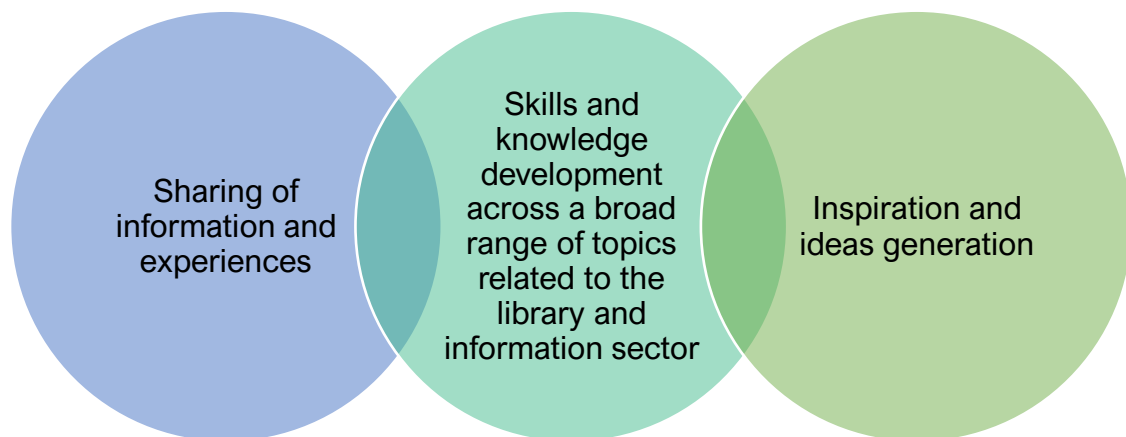 Sharing of
information and
experiences
Skills and
knowledge
development
across a broad
range of topics
related to the
library and
information sector
Inspiration and
ideas generation